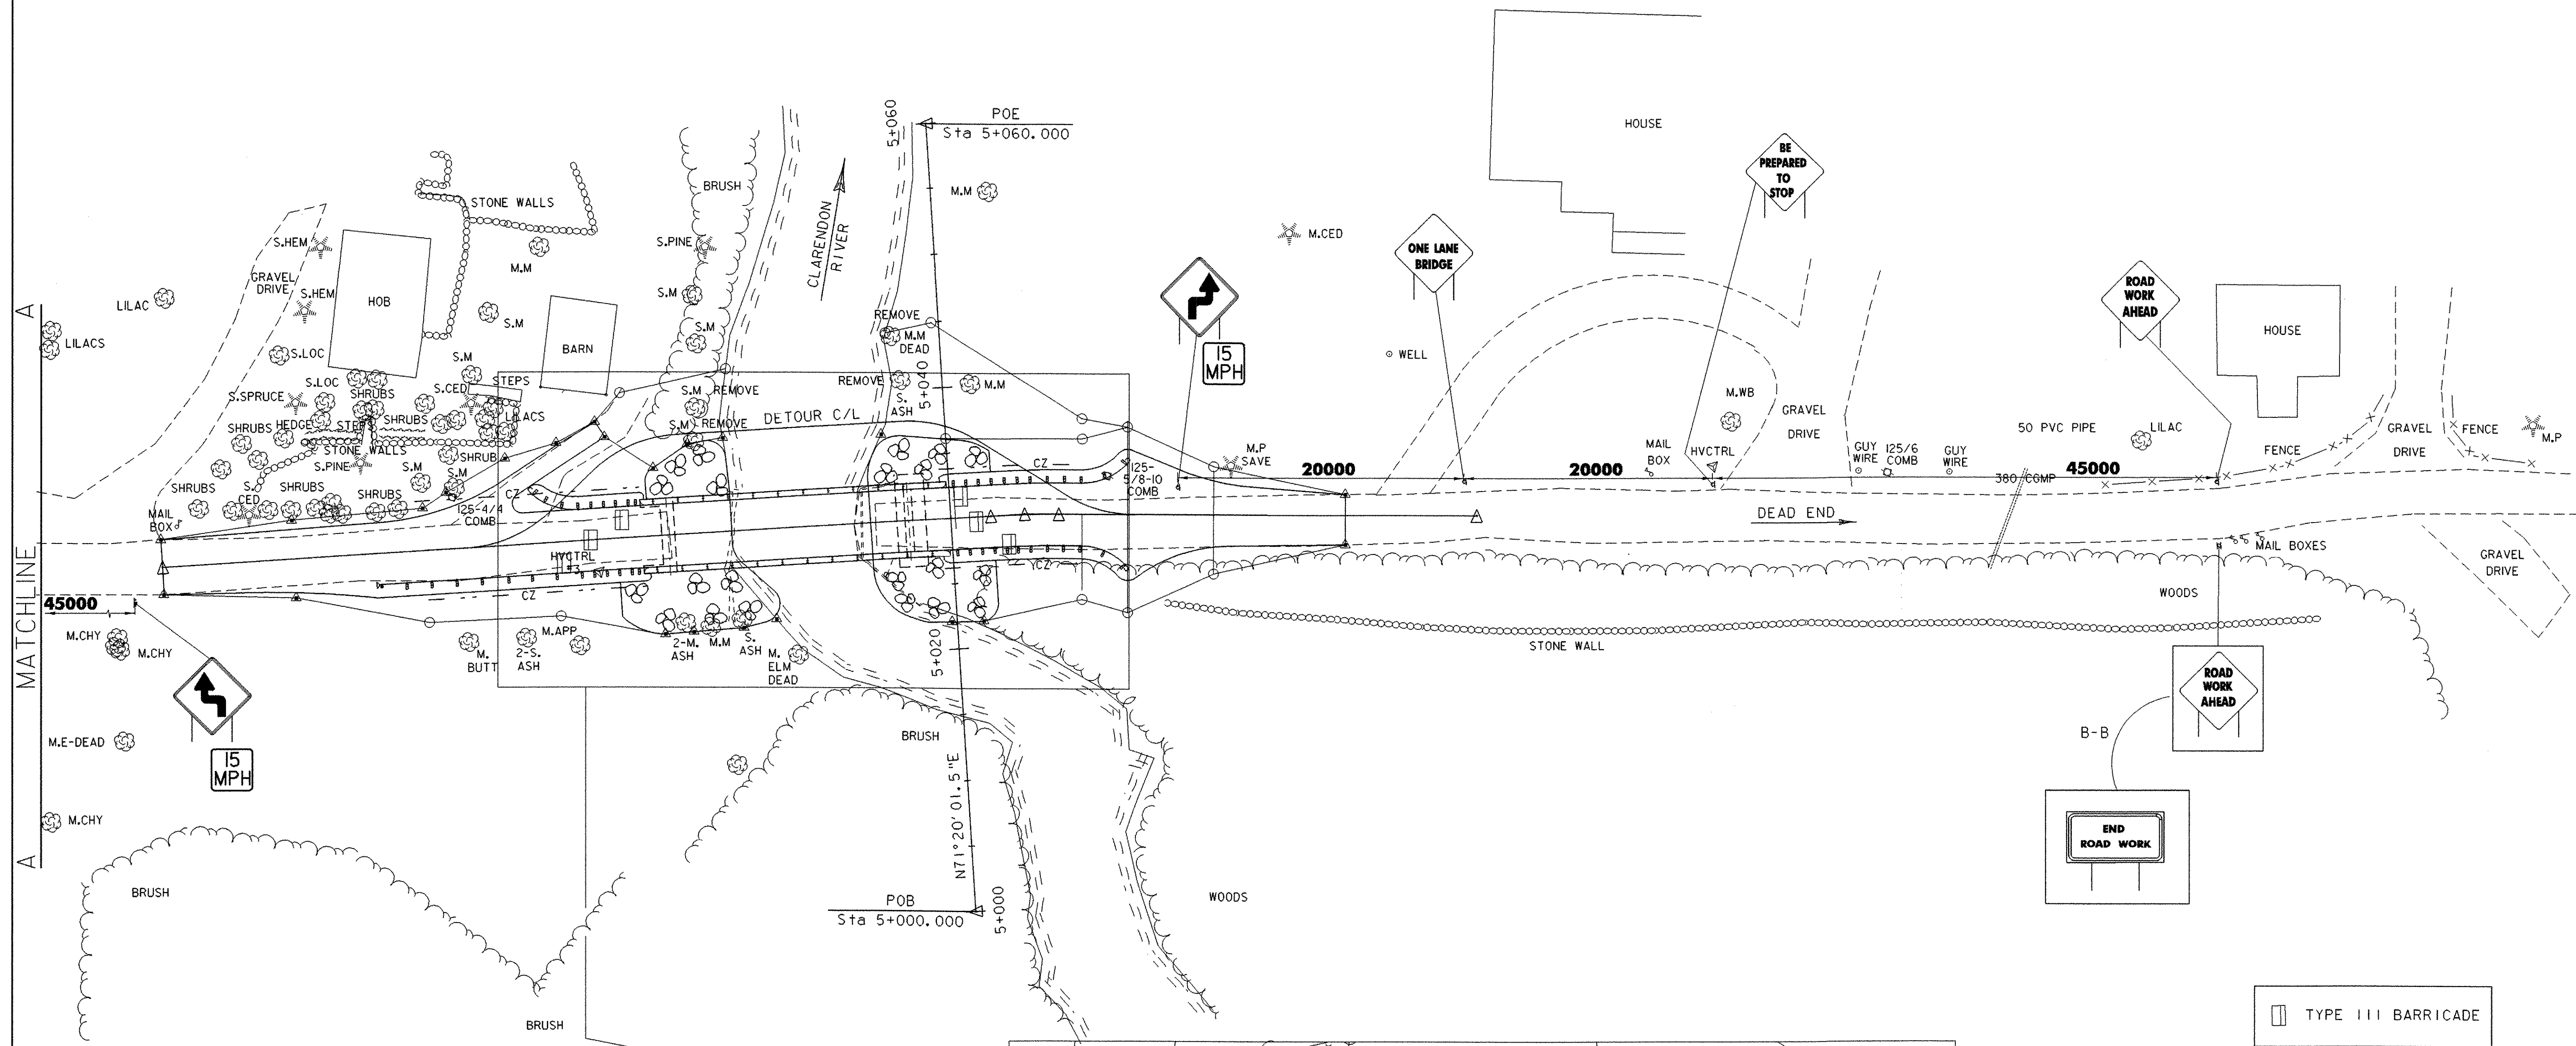 POE
Sta 5+060.000
5+060
HOUSE
BE
PREPARED
TO
STOP
BRUSH
M.M
STONE WALLS
CLARENDON
RIVER
S.HEM
S.PINE
M.CED
ONE LANE
BRIDGE
M.M
GRAVEL
DRIVE
S.HEM
HOB
S.M
LILAC
S.M
A
ROAD
WORK
AHEAD
REMOVE
S.M
M.M
DEAD
HOUSE
LILACS
BARN
S.LOC
S.M
WELL
15
MPH
S.LOC
STEPS
REMOVE
M.M
5+040
S.CED
S.M
REMOVE
SHRUBS
S.SPRUCE
M.WB
S.
ASH
DETOUR C/L
GRAVEL
DRIVE
LILACS
SHRUBS
HEDGE
STEPS
SHRUBS
S.M
REMOVE
50 PVC PIPE
LILAC
FENCE
GRAVEL
DRIVE
FENCE
M.P
STONE WALLS
SHRUB
S.PINE
S.M
S.M
CZ
125-
5/8-10
COMB
M.P
SAVE
20000
20000
MAIL
BOX
HVCTRL
GUY
WIRE
125/6
COMB
GUY
WIRE
45000
380 CGMP
SHRUBS
S.
CED
SHRUBS
SHRUBS
CZ
125-4/4
COMB
MAIL
BOX
DEAD END
MAIL BOXES
GRAVEL
DRIVE
HVCTRL
#3
CZ
CZ
MATCHLINE
45000
WOODS
M.CHY
M.CHY
M.
BUTT
2-S.
ASH
M.APP
2-M.
ASH
M.M
S.
ASH
M.
ELM
DEAD
5+020
STONE WALL
ROAD
WORK
AHEAD
M.E-DEAD
BRUSH
B-B
15
MPH
N71°20'01.5"E
M.CHY
END
ROAD WORK
A
BRUSH
POB
Sta 5+000.000
5+000
WOODS
BRUSH
TYPE III BARRICADE